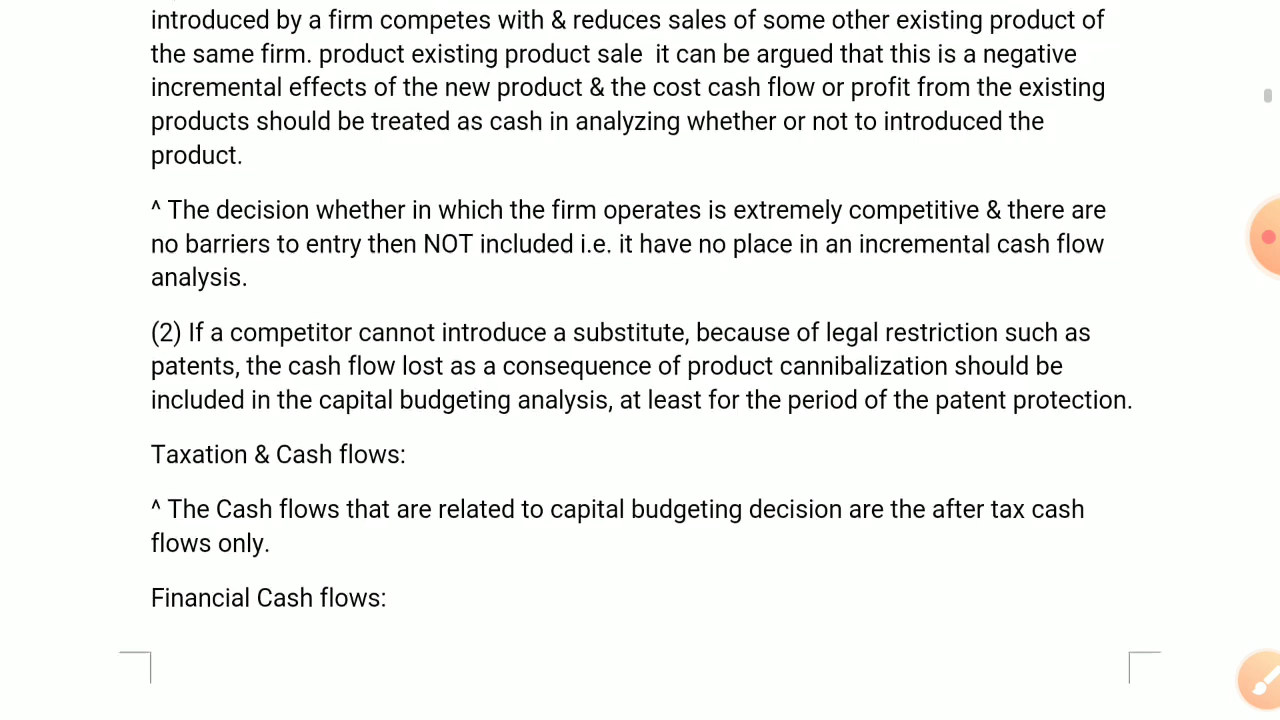 introduced by a firm competes with & reduces sales of some other existing product of
the same firm. product existing product sale  it can be argued that this is a negative
incremental effects of the new product & the cost cash flow or profit from the existing
products should be treated as cash in analyzing whether or not to introduced the
product.
^ The decision whether in which the firm operates is extremely competitive & there are
no barriers to entry then NOT included i.e. it have no place in an incremental cash flow
analysis.
(2) If a competitor cannot introduce a substitute, because of legal restriction such as
patents, the cash flow lost as a consequence of product cannibalization should be
included in the capital budgeting analysis, at least for the period of the patent protection.
Taxation & Cash flows:
^ The Cash flows that are related to capital budgeting decision are the after tax cash
flows only.
Financial Cash flows: